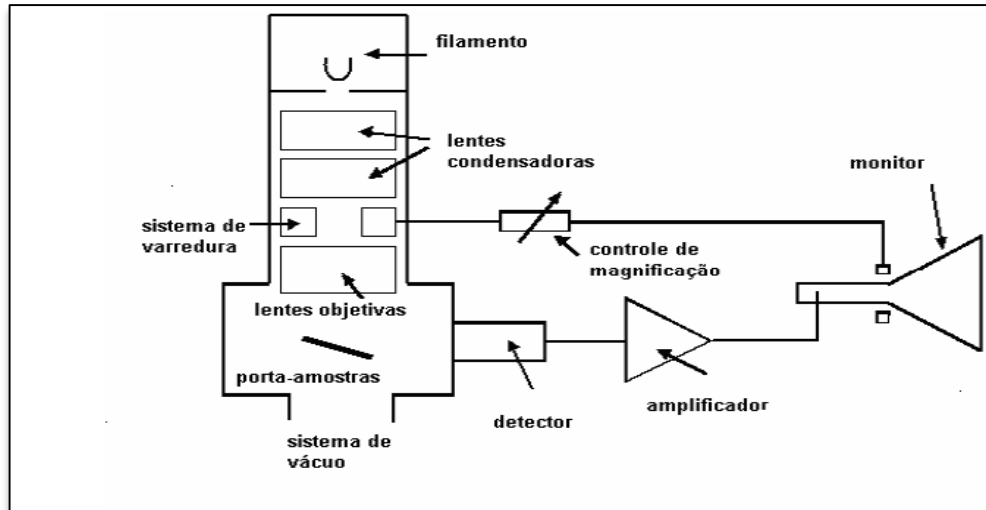 filamento
lentes
condensadoras
monitor
sistema de
varredura
controle de
magnificação
lentes objetivas
porta-amostras
detector
amplificador
sistema de
vácuo